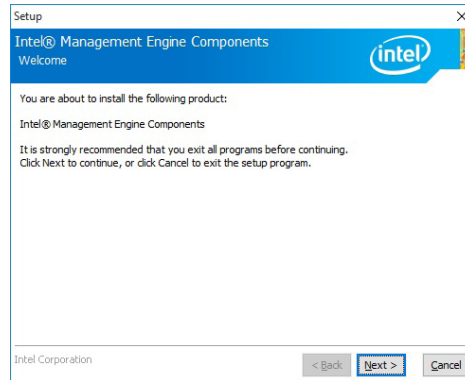 Setup
Intel® Management Engine Components
Welcome
intel
You are about to install the following product:
Intel® Management Engine Components
It is strongly recommended that you exit all programs before continuing.
Click Next to continue, or click Cancel to exit the setup program.
Intel Corporation
< Back Next > Cancel